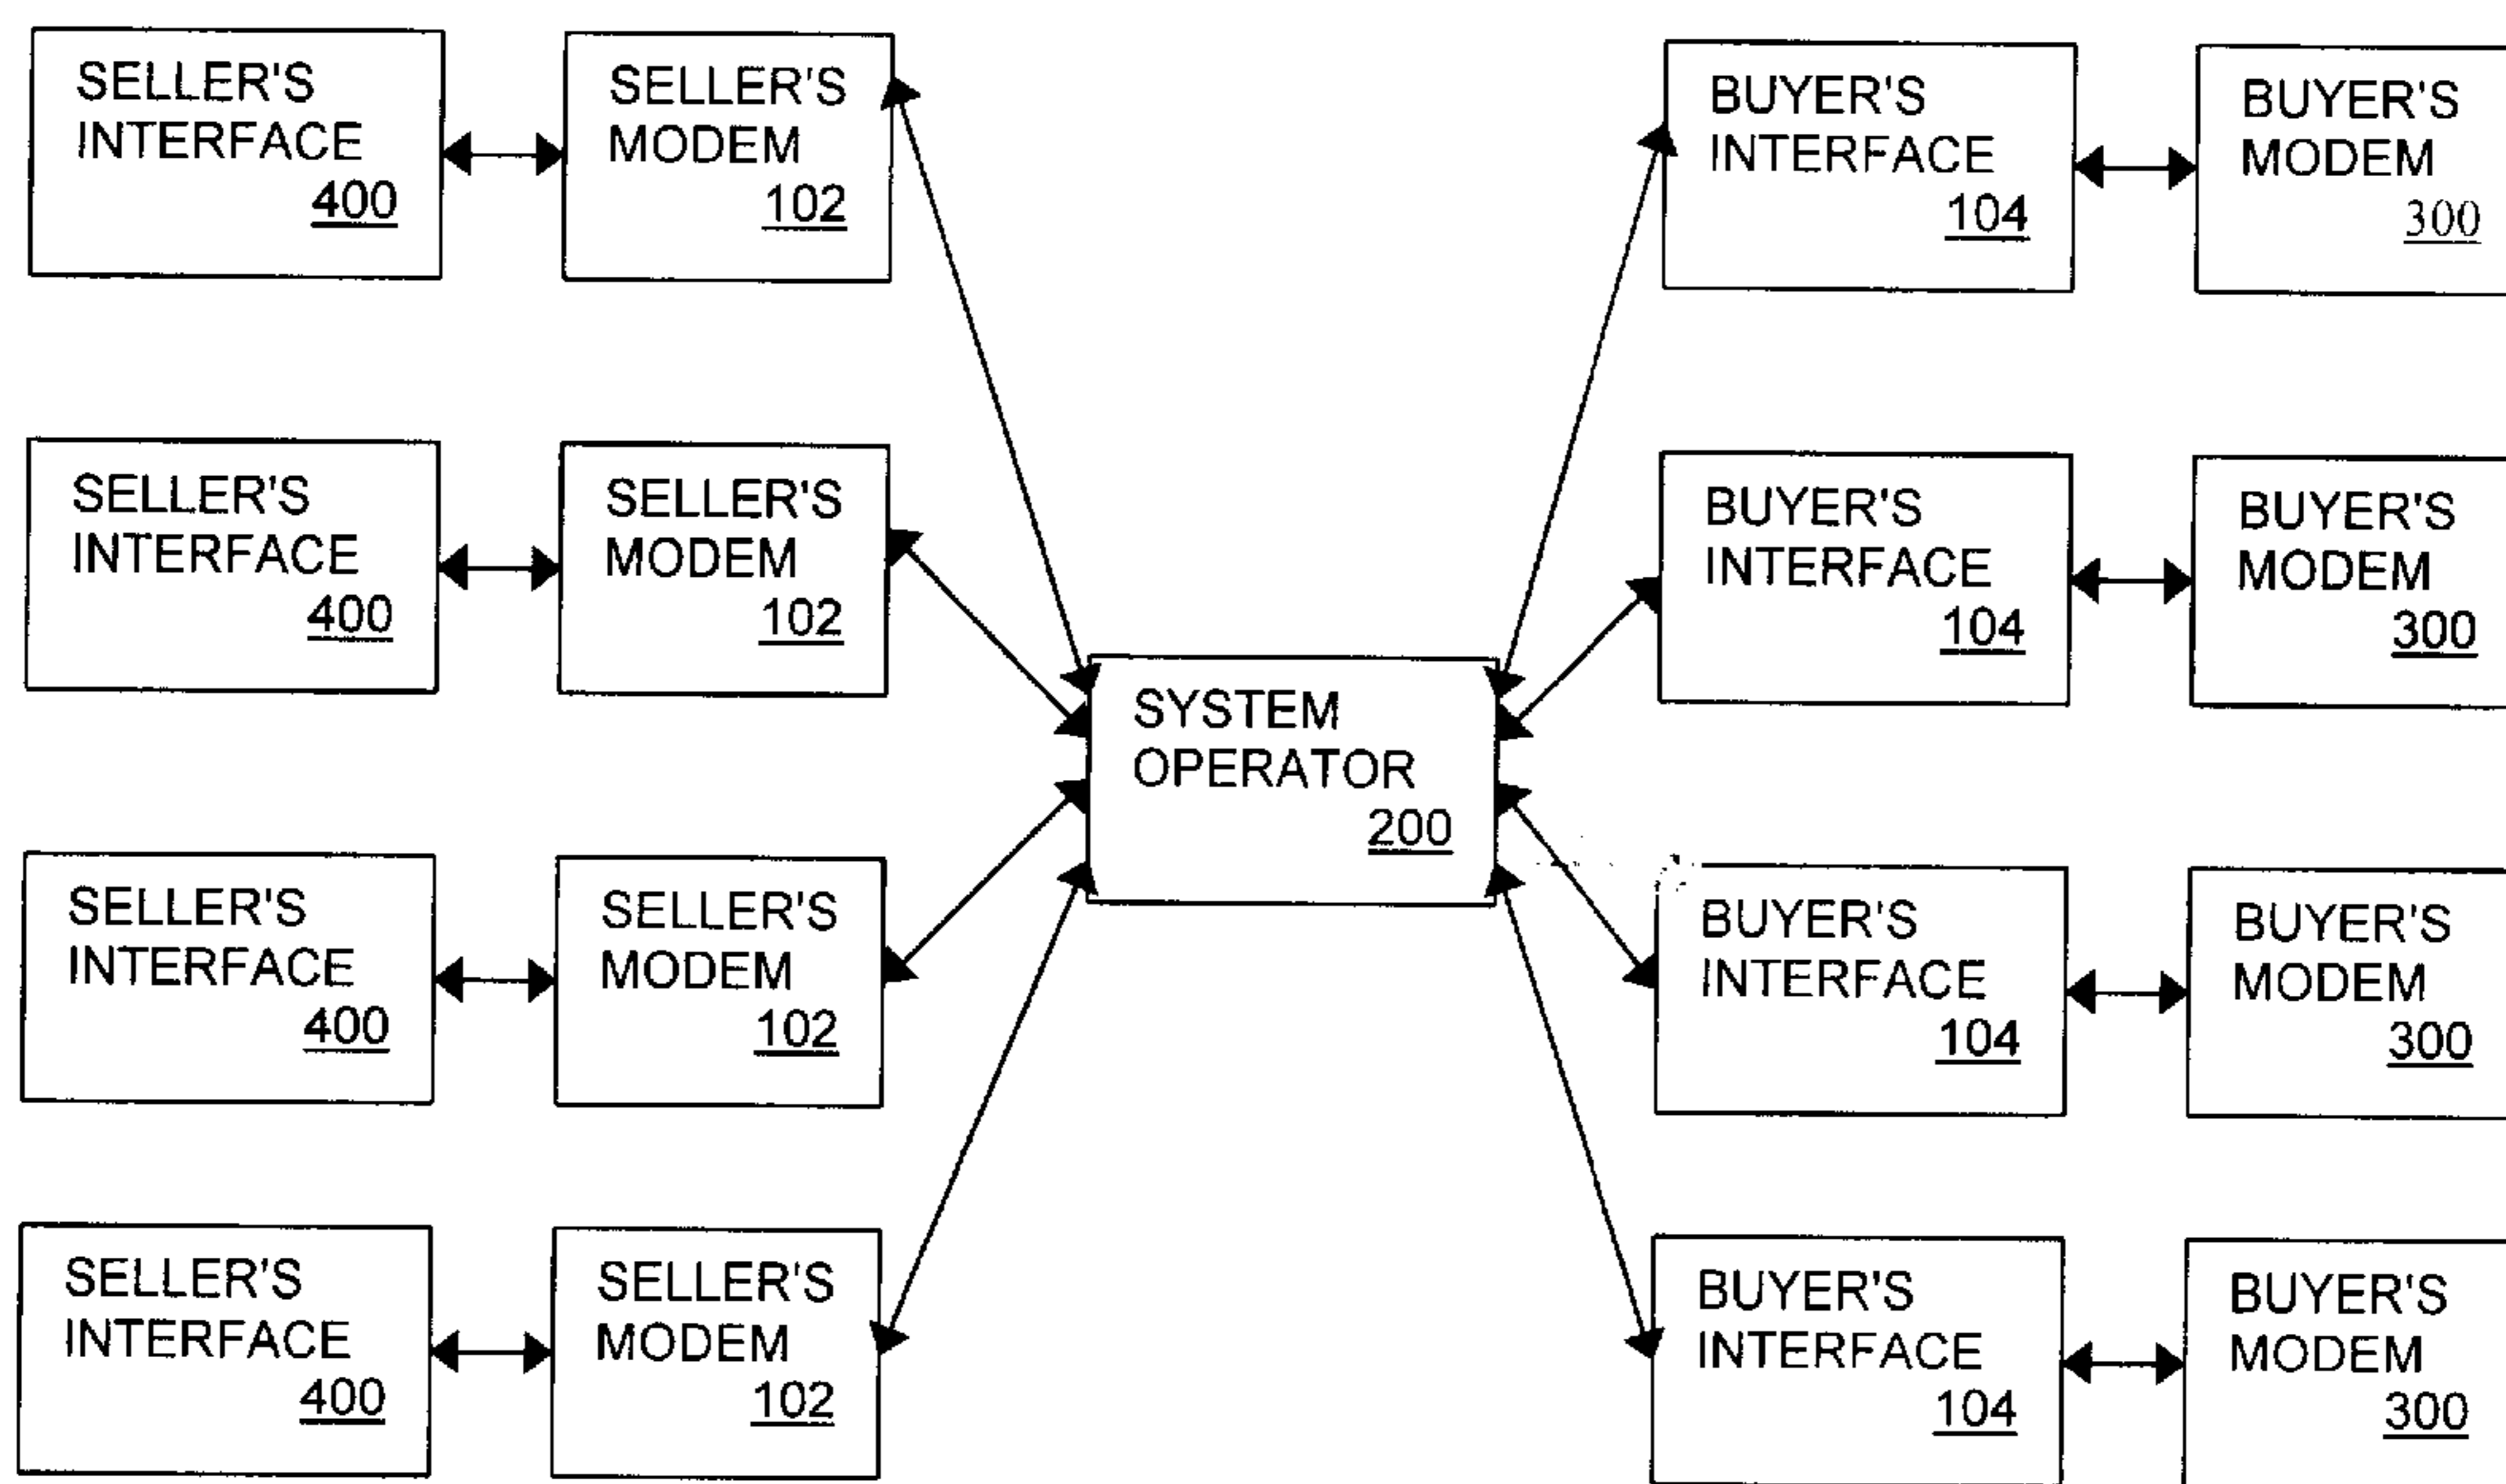 SELLER'S
INTERFACE
400
SELLER'S
MODEM
102
BUYER'S
INTERFACE
104
BUYER'S
MODEM
300
SELLER'S
INTERFACE
400
SELLER'S
MODEM
102
BUYER'S
INTERFACE
104
BUYER'S
MODEM
300
SYSTEM
OPERATOR
200
SELLER'S
INTERFACE
400
SELLER'S
MODEM
102
BUYER'S
INTERFACE
104
BUYER'S
MODEM
300
SELLER'S
INTERFACE
400
SELLER'S
MODEM
102
BUYER'S
INTERFACE
104
BUYER'S
MODEM
300